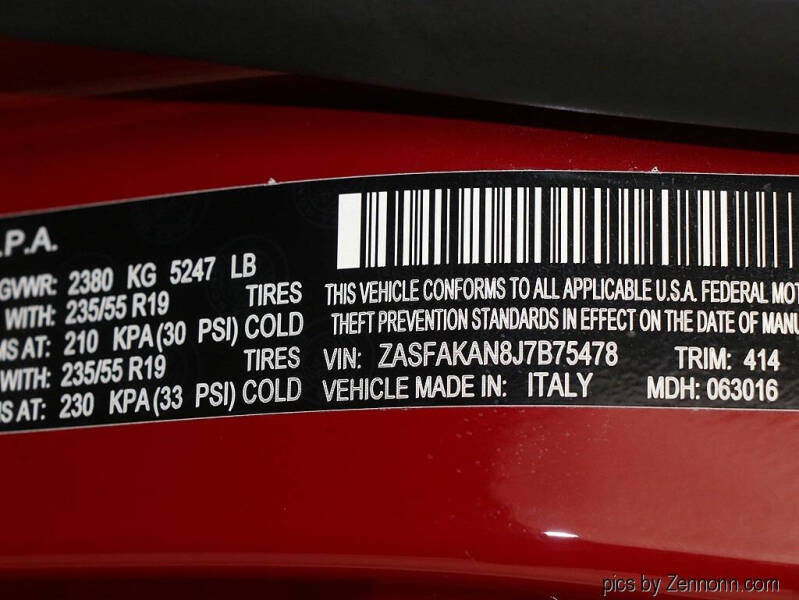 .P.A.
GVWR: 2380 KG 5247 LB
WITH: 235/55 R19 TIRES
MS AT: 210 KPA(30 PSI) COLD
WITH: 235/55 R19 TIRES
S AT: 230 KPA(33 PSI) COLD
THIS VEHICLE CONFORMS TO ALL APPLICABLE U.S.A. FEDERAL MOT
THEFT PREVENTION STANDARDS IN EFFECT ON THE DATE OF MANU
VIN: ZASFAKAN8J7B75478 TRIM: 414
VEHICLE MADE IN: ITALY MDH: 063016
pics by Zennonn.com